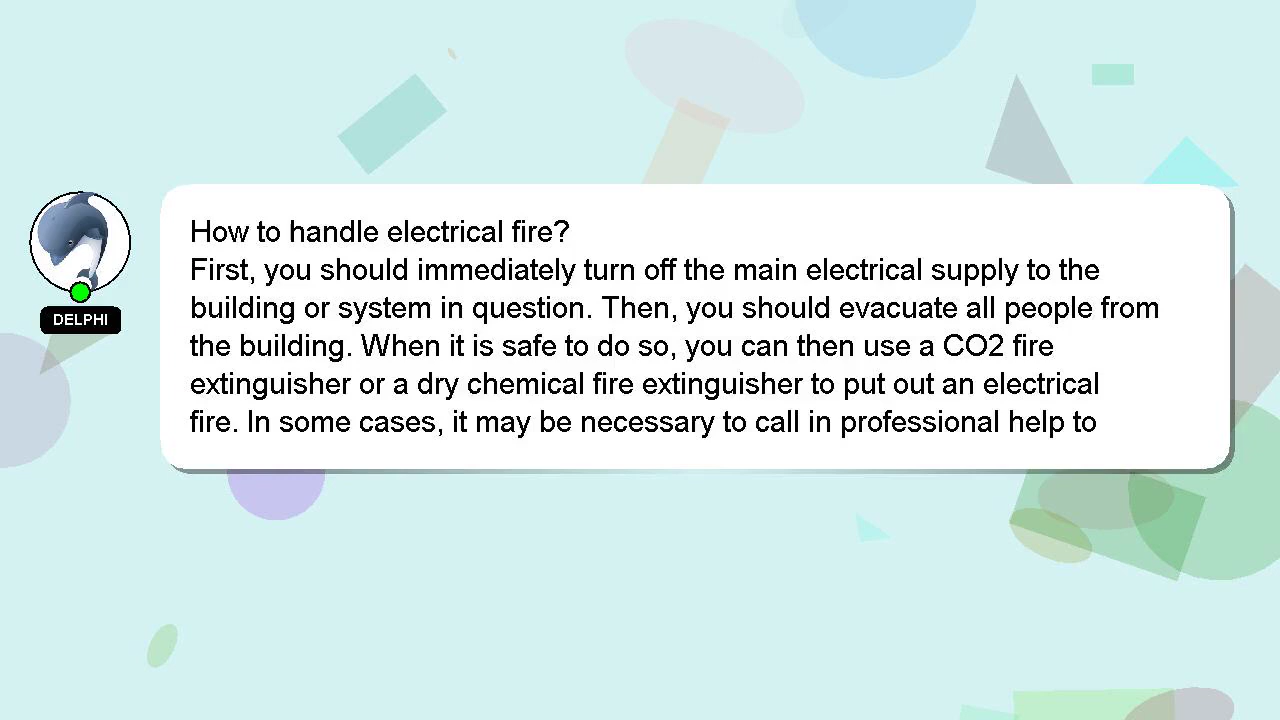 DELPHI
How to handle electrical fire?
First, you should immediately turn off the main electrical supply to the
building or system in question. Then, you should evacuate all people from
the building. When it is safe to do so, you can then use a CO2 fire
extinguisher or a dry chemical fire extinguisher to put out an electrical
fire. In some cases, it may be necessary to call in professional help to